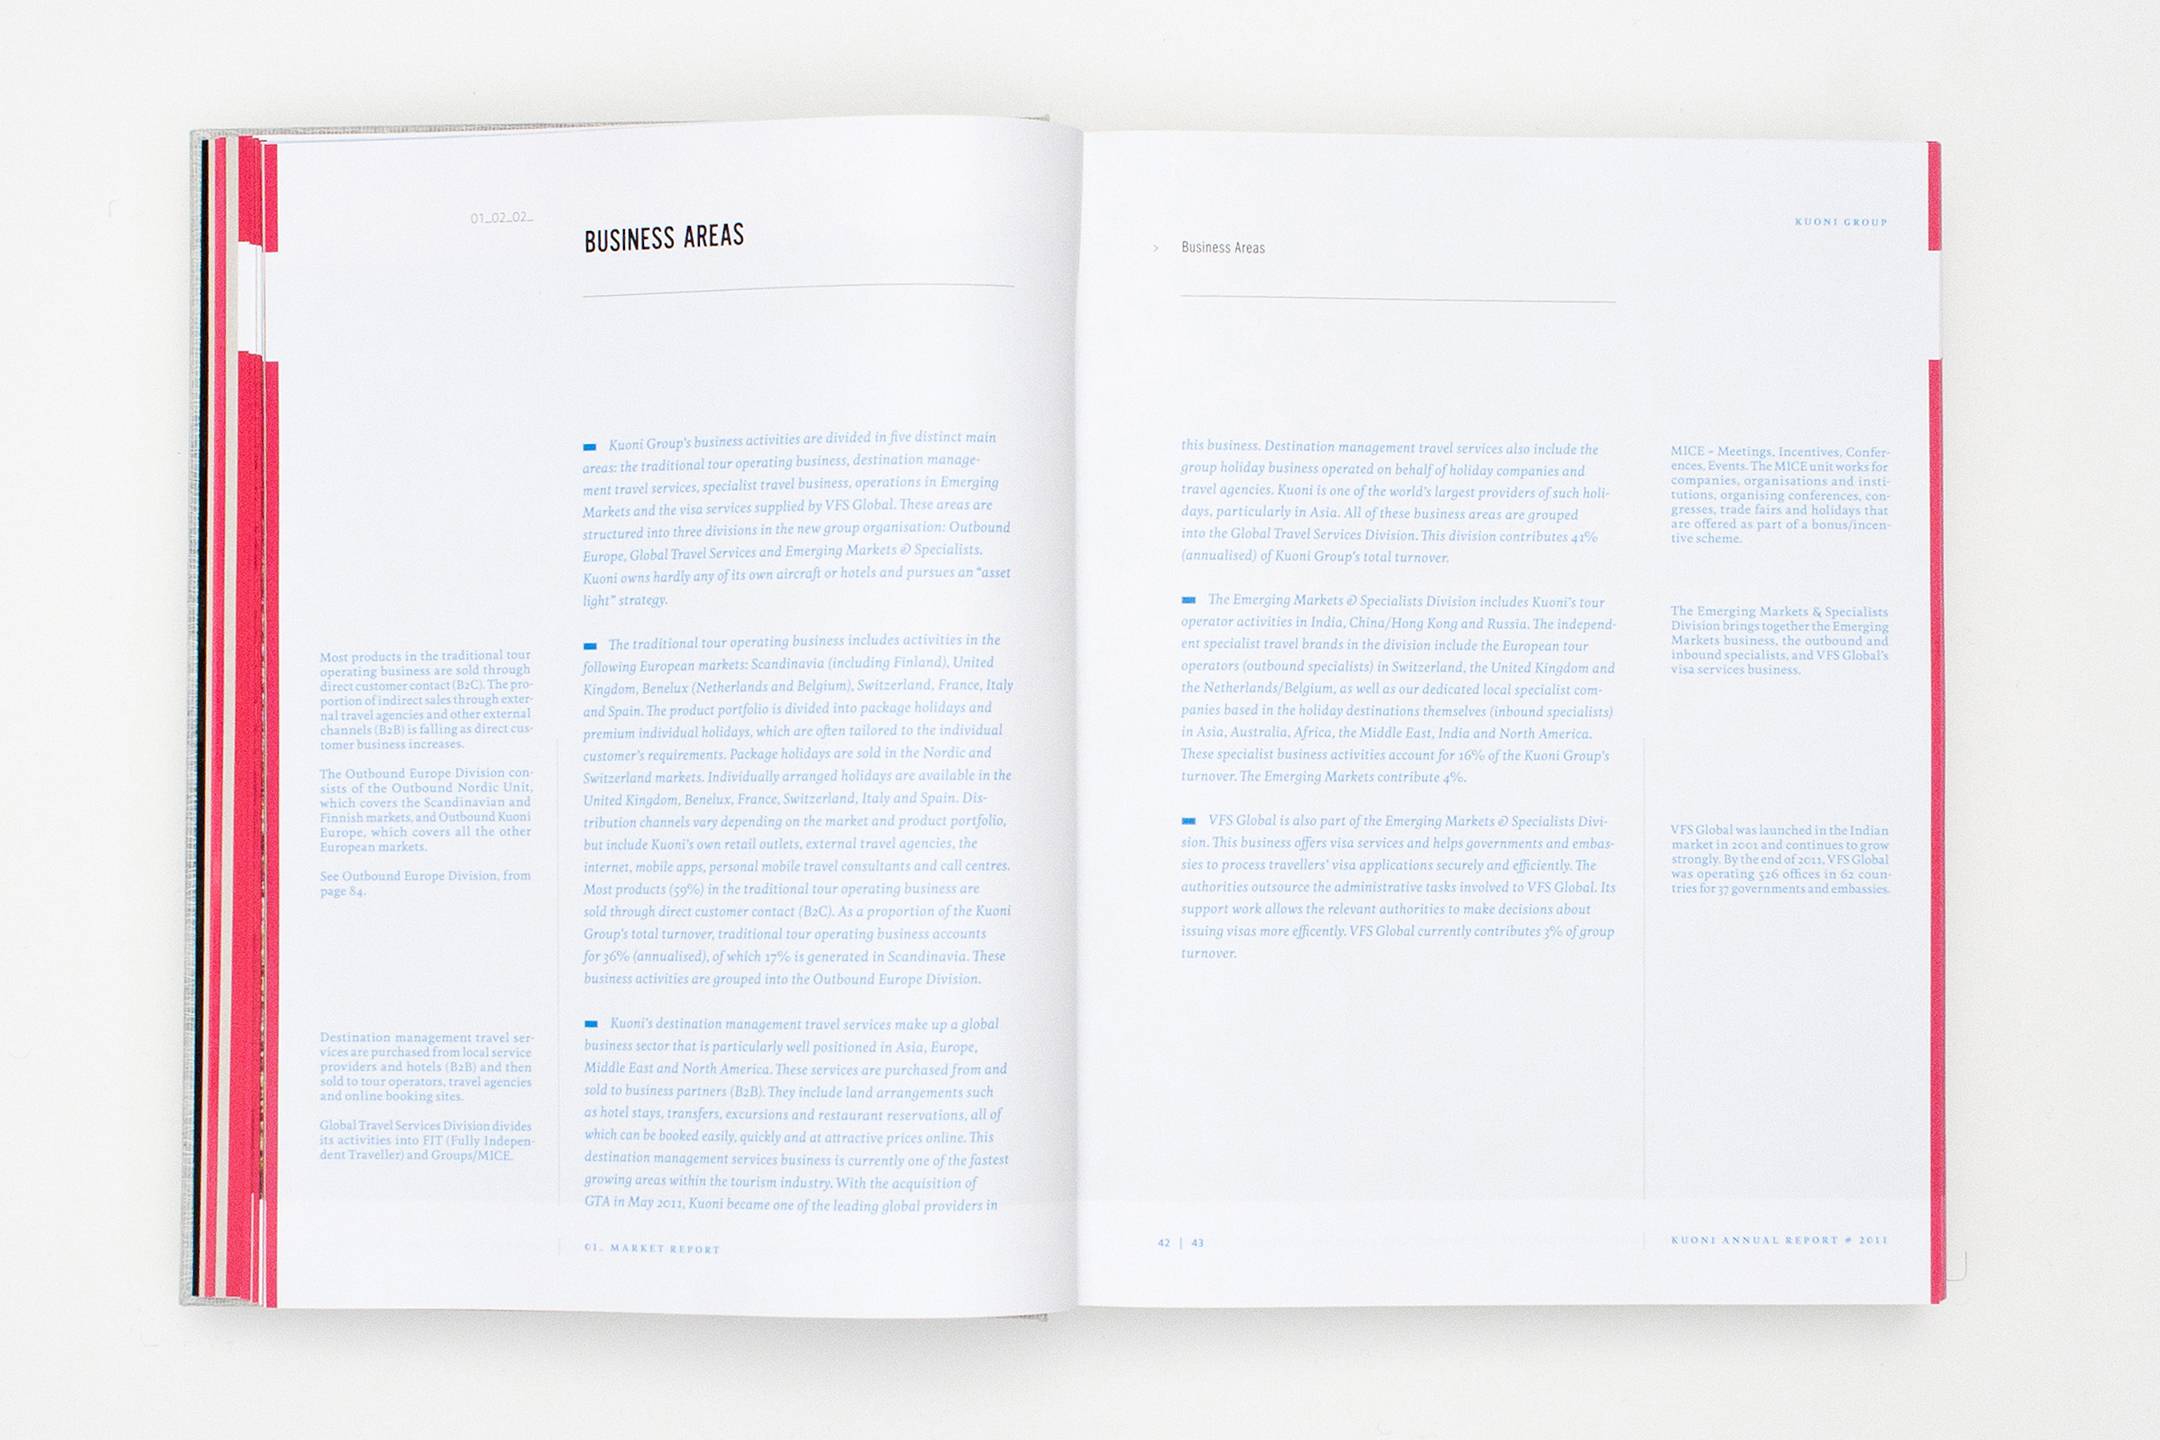 01_02_02_
BUSINESS AREAS
Kuoni Group's business activities are divided in five distinct main
areas: the traditional tour operating business, destination manage-
ment travel services, specialist travel business, operations in Emerging
Markets and the visa services supplied by VFS Global. These areas are
structured into three divisions in the new group organisation: Outbound
Europe, Global Travel Services and Emerging Markets & Specialists.
Kuoni owns hardly any of its own aircraft or hotels and pursues an "asset
light" strategy.
Most products in the traditional tour
operating business are sold through
direct customer contact (B2C). The pro-
portion of indirect sales through exter-
nal travel agencies and other external
channels (B2B) is falling as direct cus-
tomer business increases.
The Outbound Europe Division con-
sists of the Outbound Nordic Unit,
which covers the Scandinavian and
Finnish markets, and Outbound Kuoni
Europe, which covers all the other
European markets.
See Outbound Europe Division, from
page 84.
The traditional tour operating business includes activities in the
following European markets: Scandinavia (including Finland), United
Kingdom, Benelux (Netherlands and Belgium), Switzerland, France, Italy
and Spain. The product portfolio is divided into package holidays and
premium individual holidays, which are often tailored to the individual
customer's requirements. Package holidays are sold in the Nordic and
Switzerland markets. Individually arranged holidays are available in the
United Kingdom, Benelux, France, Switzerland, Italy and Spain. Dis-
tribution channels vary depending on the market and product portfolio,
but include Kuoni's own retail outlets, external travel agencies, the
internet, mobile apps, personal mobile travel consultants and call centres.
Most products (59%) in the traditional tour operating business are
sold through direct customer contact (B2C). As a proportion of the Kuoni
Group's total turnover, traditional tour operating business accounts
for 36% (annualised), of which 17% is generated in Scandinavia. These
business activities are grouped into the Outbound Europe Division.
Destination management travel ser-
vices are purchased from local service
providers and hotels (B2B) and then
sold to tour operators, travel agencies
and online booking sites.
Global Travel Services Division divides
its activities into FIT (Fully Indepen-
dent Traveller) and Groups/MICE.
Kuoni's destination management travel services make up a global
business sector that is particularly well positioned in Asia, Europe,
Middle East and North America. These services are purchased from and
sold to business partners (B2B). They include land arrangements such
as hotel stays, transfers, excursions and restaurant reservations, all of
which can be booked easily, quickly and at attractive prices online. This
destination management services business is currently one of the fastest
growing areas within the tourism industry. With the acquisition of
GTA in May 2011, Kuoni became one of the leading global providers in
01_ MARKET REPORT
KUONI GROUP
> Business Areas
this business. Destination management travel services also include the
group holiday business operated on behalf of holiday companies and
travel agencies. Kuoni is one of the world's largest providers of such holi-
days, particularly in Asia. All of these business areas are grouped
into the Global Travel Services Division. This division contributes 41%
(annualised) of Kuoni Group's total turnover.
MICE – Meetings, Incentives, Confer-
ences, Events. The MICE unit works for
companies, organisations and insti-
tutions, organising conferences, con-
gresses, trade fairs and holidays that
are offered as part of a bonus/incen-
tive scheme.
The Emerging Markets & Specialists Division includes Kuoni's tour
operator activities in India, China/Hong Kong and Russia. The independ-
ent specialist travel brands in the division include the European tour
operators (outbound specialists) in Switzerland, the United Kingdom and
the Netherlands/Belgium, as well as our dedicated local specialist com-
panies based in the holiday destinations themselves (inbound specialists)
in Asia, Australia, Africa, the Middle East, India and North America.
These specialist business activities account for 16% of the Kuoni Group's
turnover. The Emerging Markets contribute 4%.
The Emerging Markets & Specialists
Division brings together the Emerging
Markets business, the outbound and
inbound specialists, and VFS Global's
visa services business.
VFS Global is also part of the Emerging Markets & Specialists Divi-
sion. This business offers visa services and helps governments and embas-
sies to process travellers' visa applications securely and efficiently. The
authorities outsource the administrative tasks involved to VFS Global. Its
support work allows the relevant authorities to make decisions about
issuing visas more efficently. VFS Global currently contributes 3% of group
turnover.
VFS Global was launched in the Indian
market in 2001 and continues to grow
strongly. By the end of 2011, VFS Global
was operating 526 offices in 62 coun-
tries for 37 governments and embassies.
42 | 43
KUONI ANNUAL REPORT # 2011